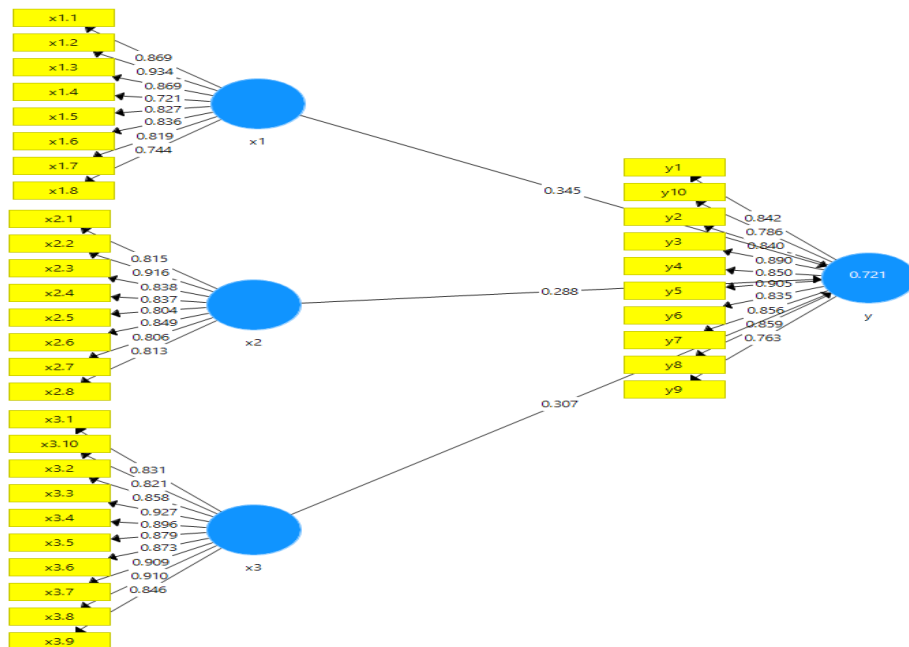 x1.1
x1.2
x1.3
x1.4
x1.5
x1.6
x1.7
x1.8
0.869
0.934
0.869
0.721
0.827
0.836
0.819
0.744
x1
x2.1
x2.2
x2.3
x2.4
x2.5
x2.6
x2.7
x2.8
0.815
0.916
0.838
0.837
0.804
0.849
0.806
0.813
x2
x3.1
x3.10
x3.2
x3.3
x3.4
x3.5
x3.6
x3.7
x3.8
x3.9
0.831
0.821
0.858
0.927
0.896
0.879
0.873
0.909
0.910
0.846
x3
0.345
0.288
0.307
y1
y10
y2
y3
y4
y5
y6
y7
y8
y9
0.842
0.786
0.840
0.890
0.850
0.905
0.835
0.856
0.859
0.763
0.721
y